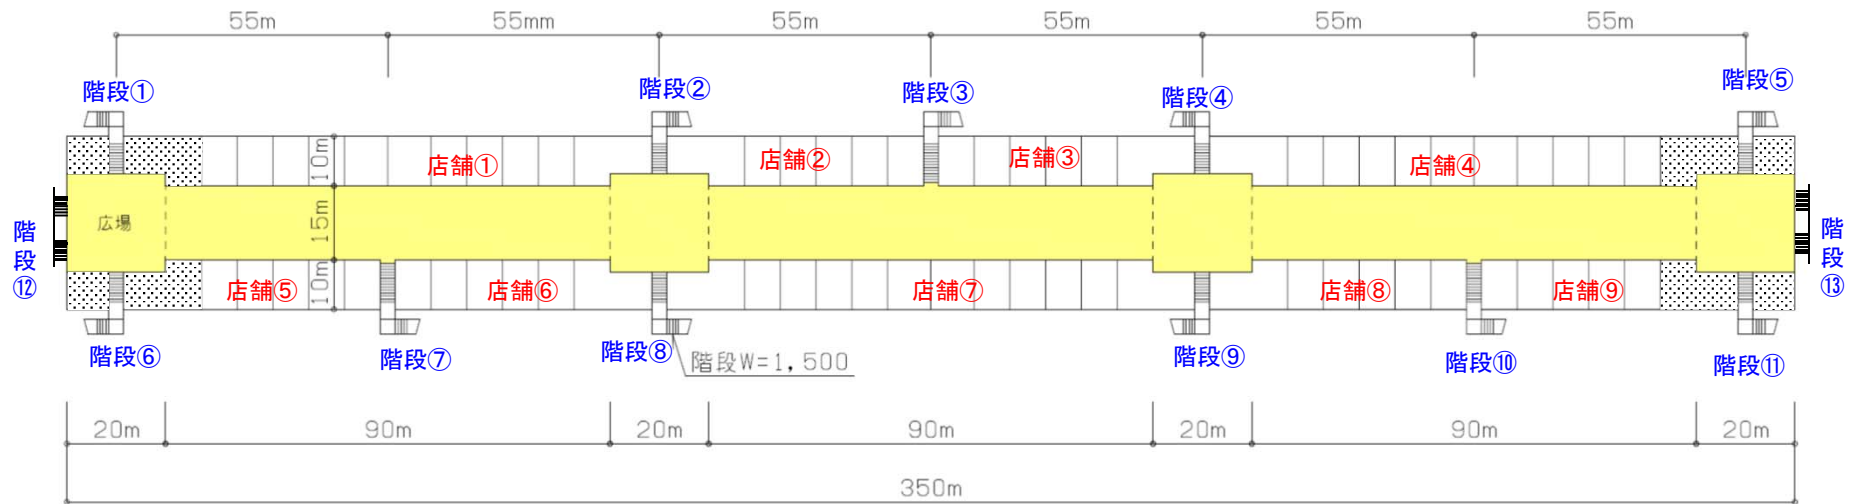 55m 55mm 55m 55m 55m 55m
階段① 階段② 階段③ 階段④ 階段⑤
10m 店舗① 店舗② 店舗③ 店舗④
階段⑫ 広場 15m 階段⑬
10m 店舗⑤ 店舗⑥ 店舗⑦ 店舗⑧ 店舗⑨
階段⑥ 階段⑦ 階段⑧ 階段⑨ 階段⑩ 階段⑪
階段W=1,500
20m 90m 20m 90m 20m 90m 20m
350m